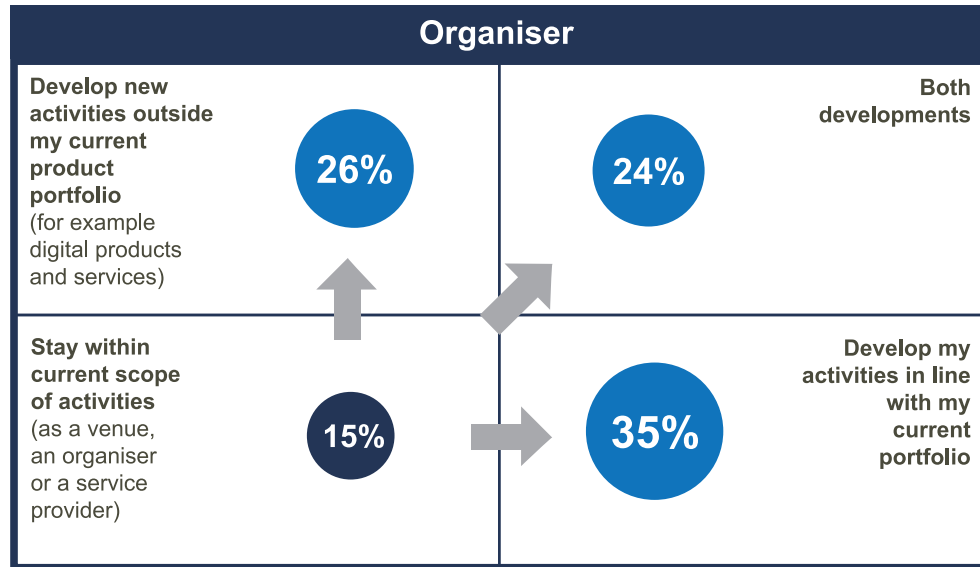 Organiser
Develop new
activities outside
my current
product
portfolio
(for example
digital products
and services)
26%
24%
Both
developments
Stay within
current scope
of activities
(as a venue,
an organiser
or a service
provider)
15%
35%
Develop my
activities in line
with my
current
portfolio